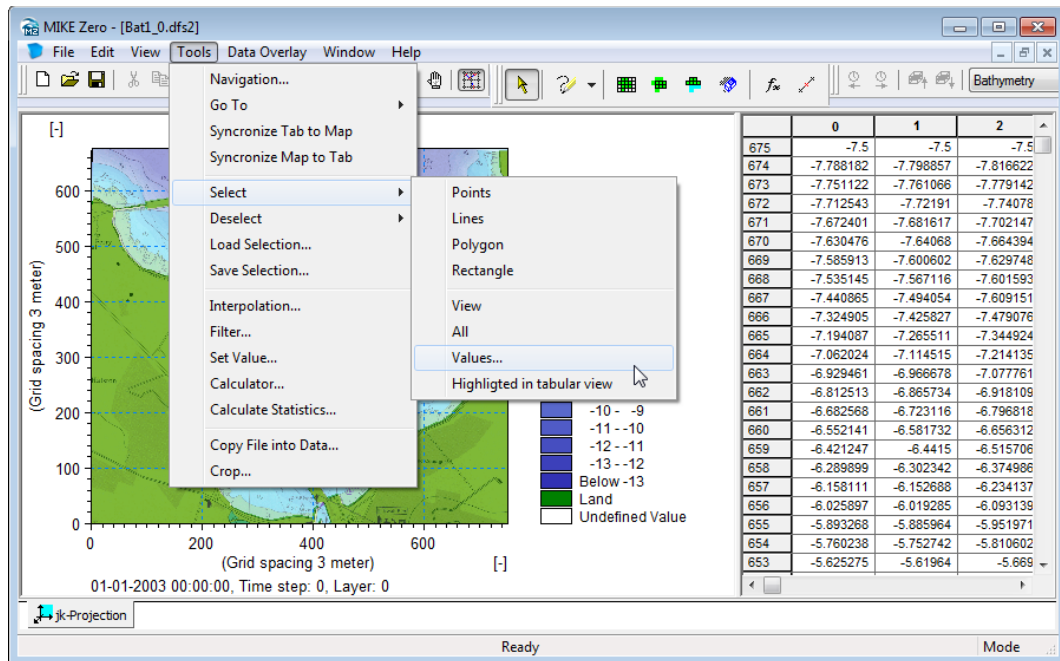 MIKE Zero - [Bat1_0.dfs2]
File Edit View Tools Data Overlay Window Help
Bathymetry
Navigation...
Go To
Syncronize Tab to Map
Syncronize Map to Tab
Select
Deselect
Load Selection...
Save Selection...
Interpolation...
Filter...
Set Value...
Calculator...
Calculate Statistics...
Copy File into Data...
Crop...
Points
Lines
Polygon
Rectangle
View
All
Values...
Highligted in tabular view
[-]
(Grid spacing 3 meter)
600
500
400
300
200
100
0
0 200 400 600
(Grid spacing 3 meter) [-]
01-01-2003 00:00:00, Time step: 0, Layer: 0
-10 - -9
-11 - -10
-12 - -11
-13 - -12
Below -13
Land
Undefined Value
0 1 2
675 -7.5 -7.5 -7.5
674 -7.788182 -7.798857 -7.816622
673 -7.751122 -7.761066 -7.779142
672 -7.712543 -7.72191 -7.74078
671 -7.672401 -7.681617 -7.702147
670 -7.630476 -7.64068 -7.664394
669 -7.585913 -7.600602 -7.629748
668 -7.535145 -7.567116 -7.601593
667 -7.440865 -7.494054 -7.609151
666 -7.324905 -7.425827 -7.479076
665 -7.194087 -7.265511 -7.344924
664 -7.062024 -7.114515 -7.214135
663 -6.929461 -6.966678 -7.077761
662 -6.812513 -6.865734 -6.918109
661 -6.682568 -6.723116 -6.796818
660 -6.552141 -6.581732 -6.656312
659 -6.421247 -6.4415 -6.515706
658 -6.289899 -6.302342 -6.374986
657 -6.158111 -6.152688 -6.234137
656 -6.025897 -6.019285 -6.093139
655 -5.893268 -5.885964 -5.951971
654 -5.760238 -5.752742 -5.810602
653 -5.625275 -5.61964 -5.669
jk-Projection
Ready
Mode